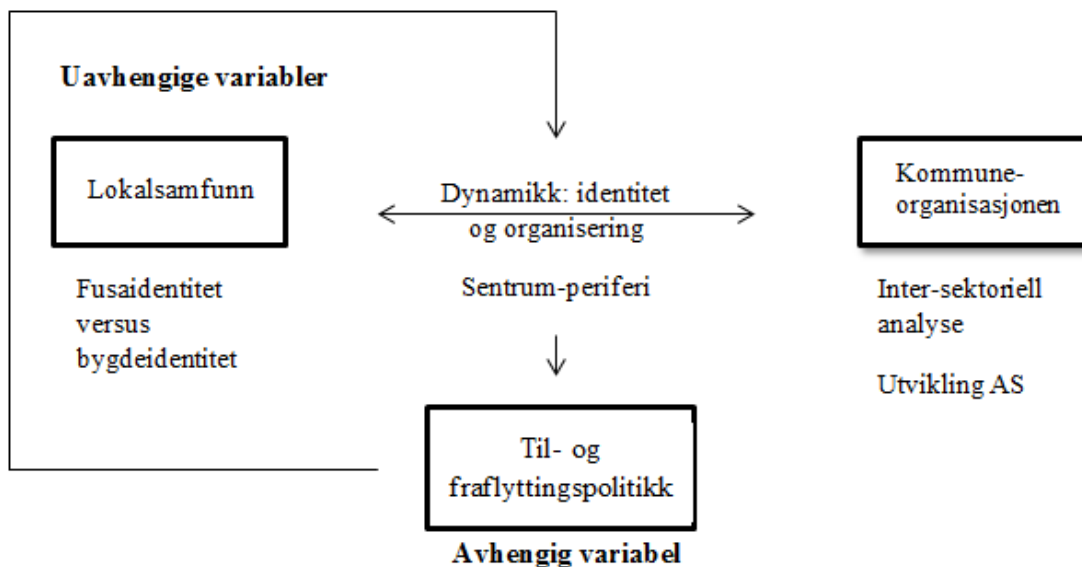 Uavhengige variabler
Lokalsamfunn
Fusaidentitet
versus
bygdeidentitet
Dynamikk: identitet
og organisering
Sentrum-periferi
Kommune-
organisasjonen
Inter-sektoriell
analyse
Utvikling AS
Til- og
fraflyttingspolitikk
Avhengig variabel